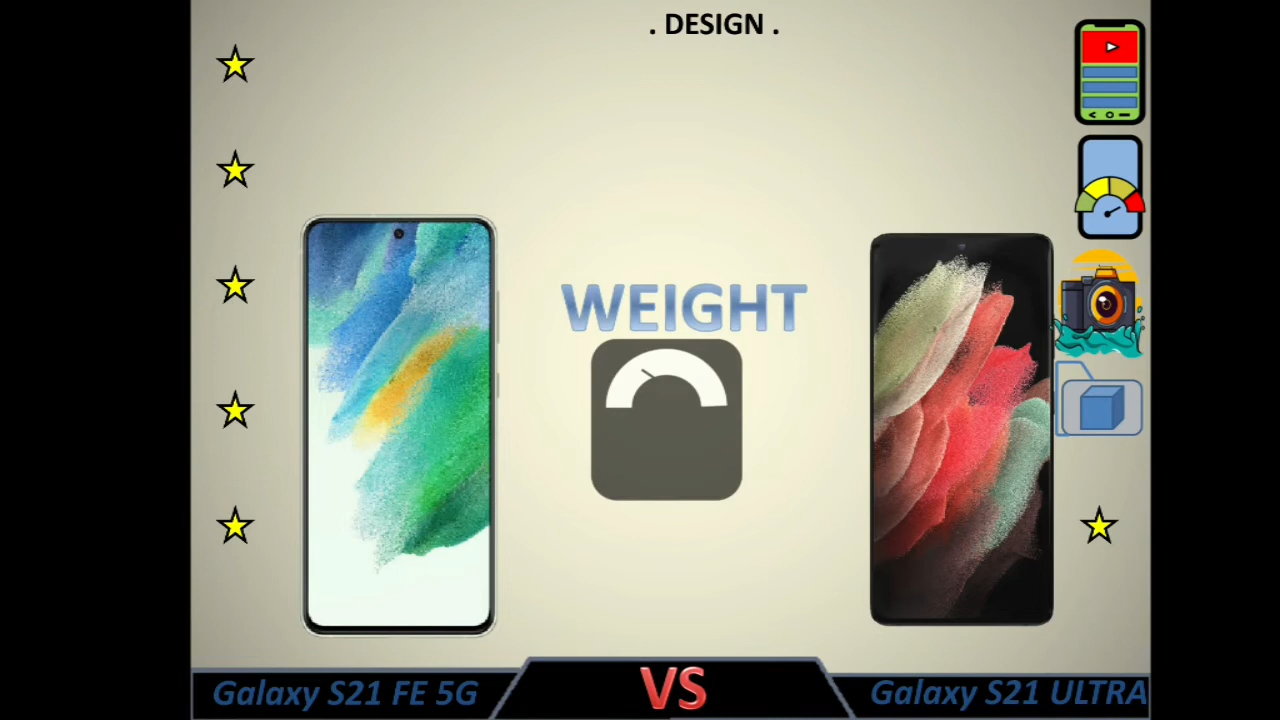 . DESIGN .
WEIGHT
Galaxy S21 FE 5G
VS
Galaxy S21 ULTRA